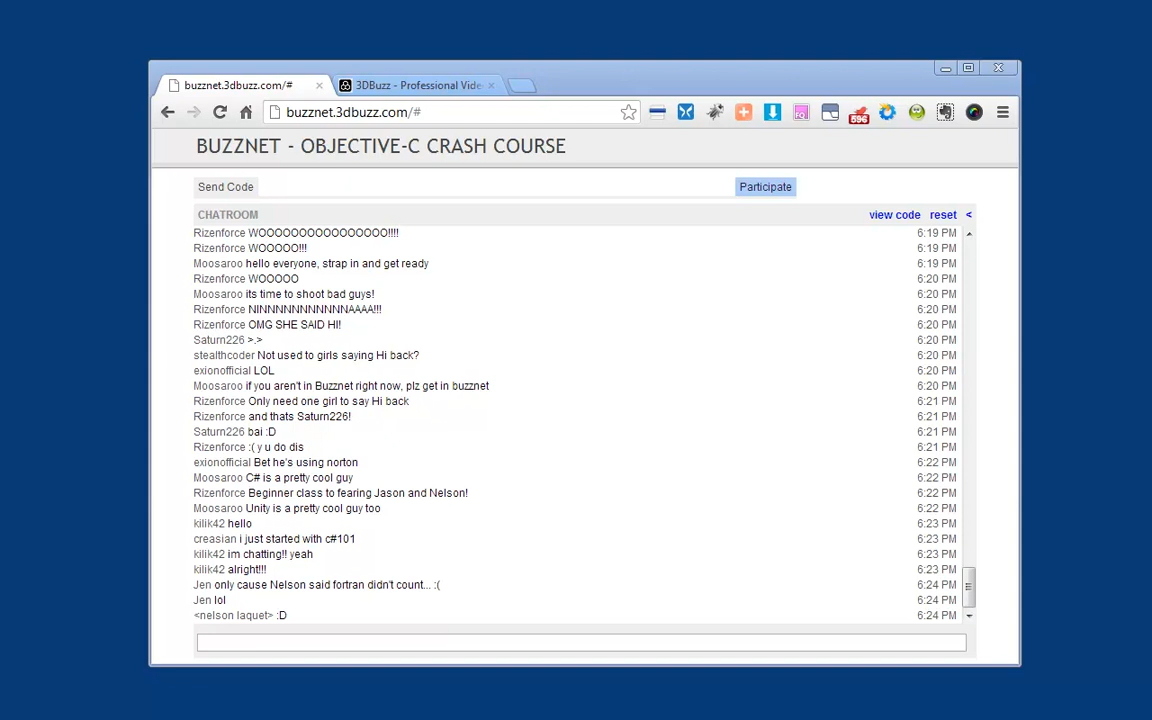 buzznet.3dbuzz.com/#
3DBuzz - Professional Vide
buzznet.3dbuzz.com/#
596
BUZZNET - OBJECTIVE-C CRASH COURSE
Send Code
Participate
CHATROOM
view code reset <
Rizenforce WOOOOOOOOOOOOOOOO!!!! 6:19 PM
Rizenforce WOOOOO!!! 6:19 PM
Moosaroo hello everyone, strap in and get ready 6:19 PM
Rizenforce WOOOOO 6:20 PM
Moosaroo its time to shoot bad guys! 6:20 PM
Rizenforce NINNNNNNNNNNNAAAA!!! 6:20 PM
Rizenforce OMG SHE SAID HI! 6:20 PM
Saturn226 >.> 6:20 PM
stealthcoder Not used to girls saying Hi back? 6:20 PM
exionofficial LOL 6:20 PM
Moosaroo if you aren't in Buzznet right now, plz get in buzznet 6:20 PM
Rizenforce Only need one girl to say Hi back 6:21 PM
Rizenforce and thats Saturn226! 6:21 PM
Saturn226 bai :D 6:21 PM
Rizenforce :( y u do dis 6:21 PM
exionofficial Bet he's using norton 6:22 PM
Moosaroo C# is a pretty cool guy 6:22 PM
Rizenforce Beginner class to fearing Jason and Nelson! 6:22 PM
Moosaroo Unity is a pretty cool guy too 6:22 PM
kilik42 hello 6:23 PM
creasian i just started with c#101 6:23 PM
kilik42 im chatting!! yeah 6:23 PM
kilik42 alright!!! 6:23 PM
Jen only cause Nelson said fortran didn't count... :( 6:24 PM
Jen lol 6:24 PM
<nelson laquet> :D 6:24 PM